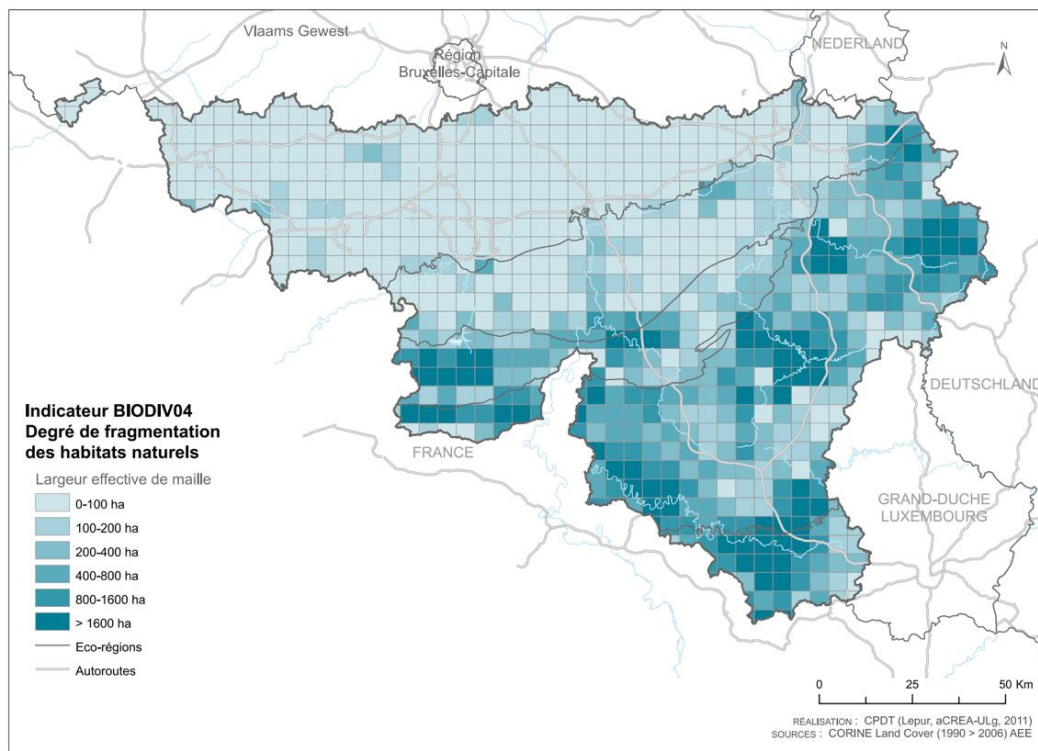 Vlaams Gewest
Région
Bruxelles-Capitale
NEDERLAND
N
DEUTSCHLAND
FRANCE
GRAND-DUCHE
LUXEMBOURG
Indicateur BIODIV04
Degré de fragmentation
des habitats naturels
Largeur effective de maille
0-100 ha
100-200 ha
200-400 ha
400-800 ha
800-1600 ha
> 1600 ha
Eco-régions
Autoroutes
0 25 50 Km
RÉALISATION : CPDT (Lepur, aCREA-ULg, 2011)
SOURCES : CORINE Land Cover (1990 > 2006) AEE